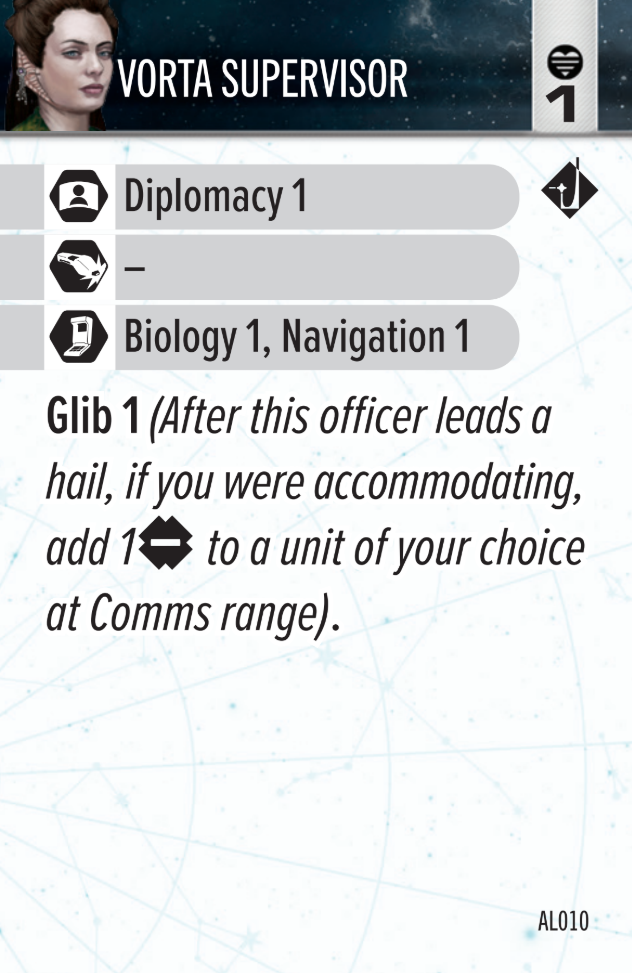 VORTA SUPERVISOR
1
Diplomacy 1
–
Biology 1, Navigation 1
Glib 1 (After this officer leads a
hail, if you were accommodating,
add 1 to a unit of your choice
at Comms range).
AL010